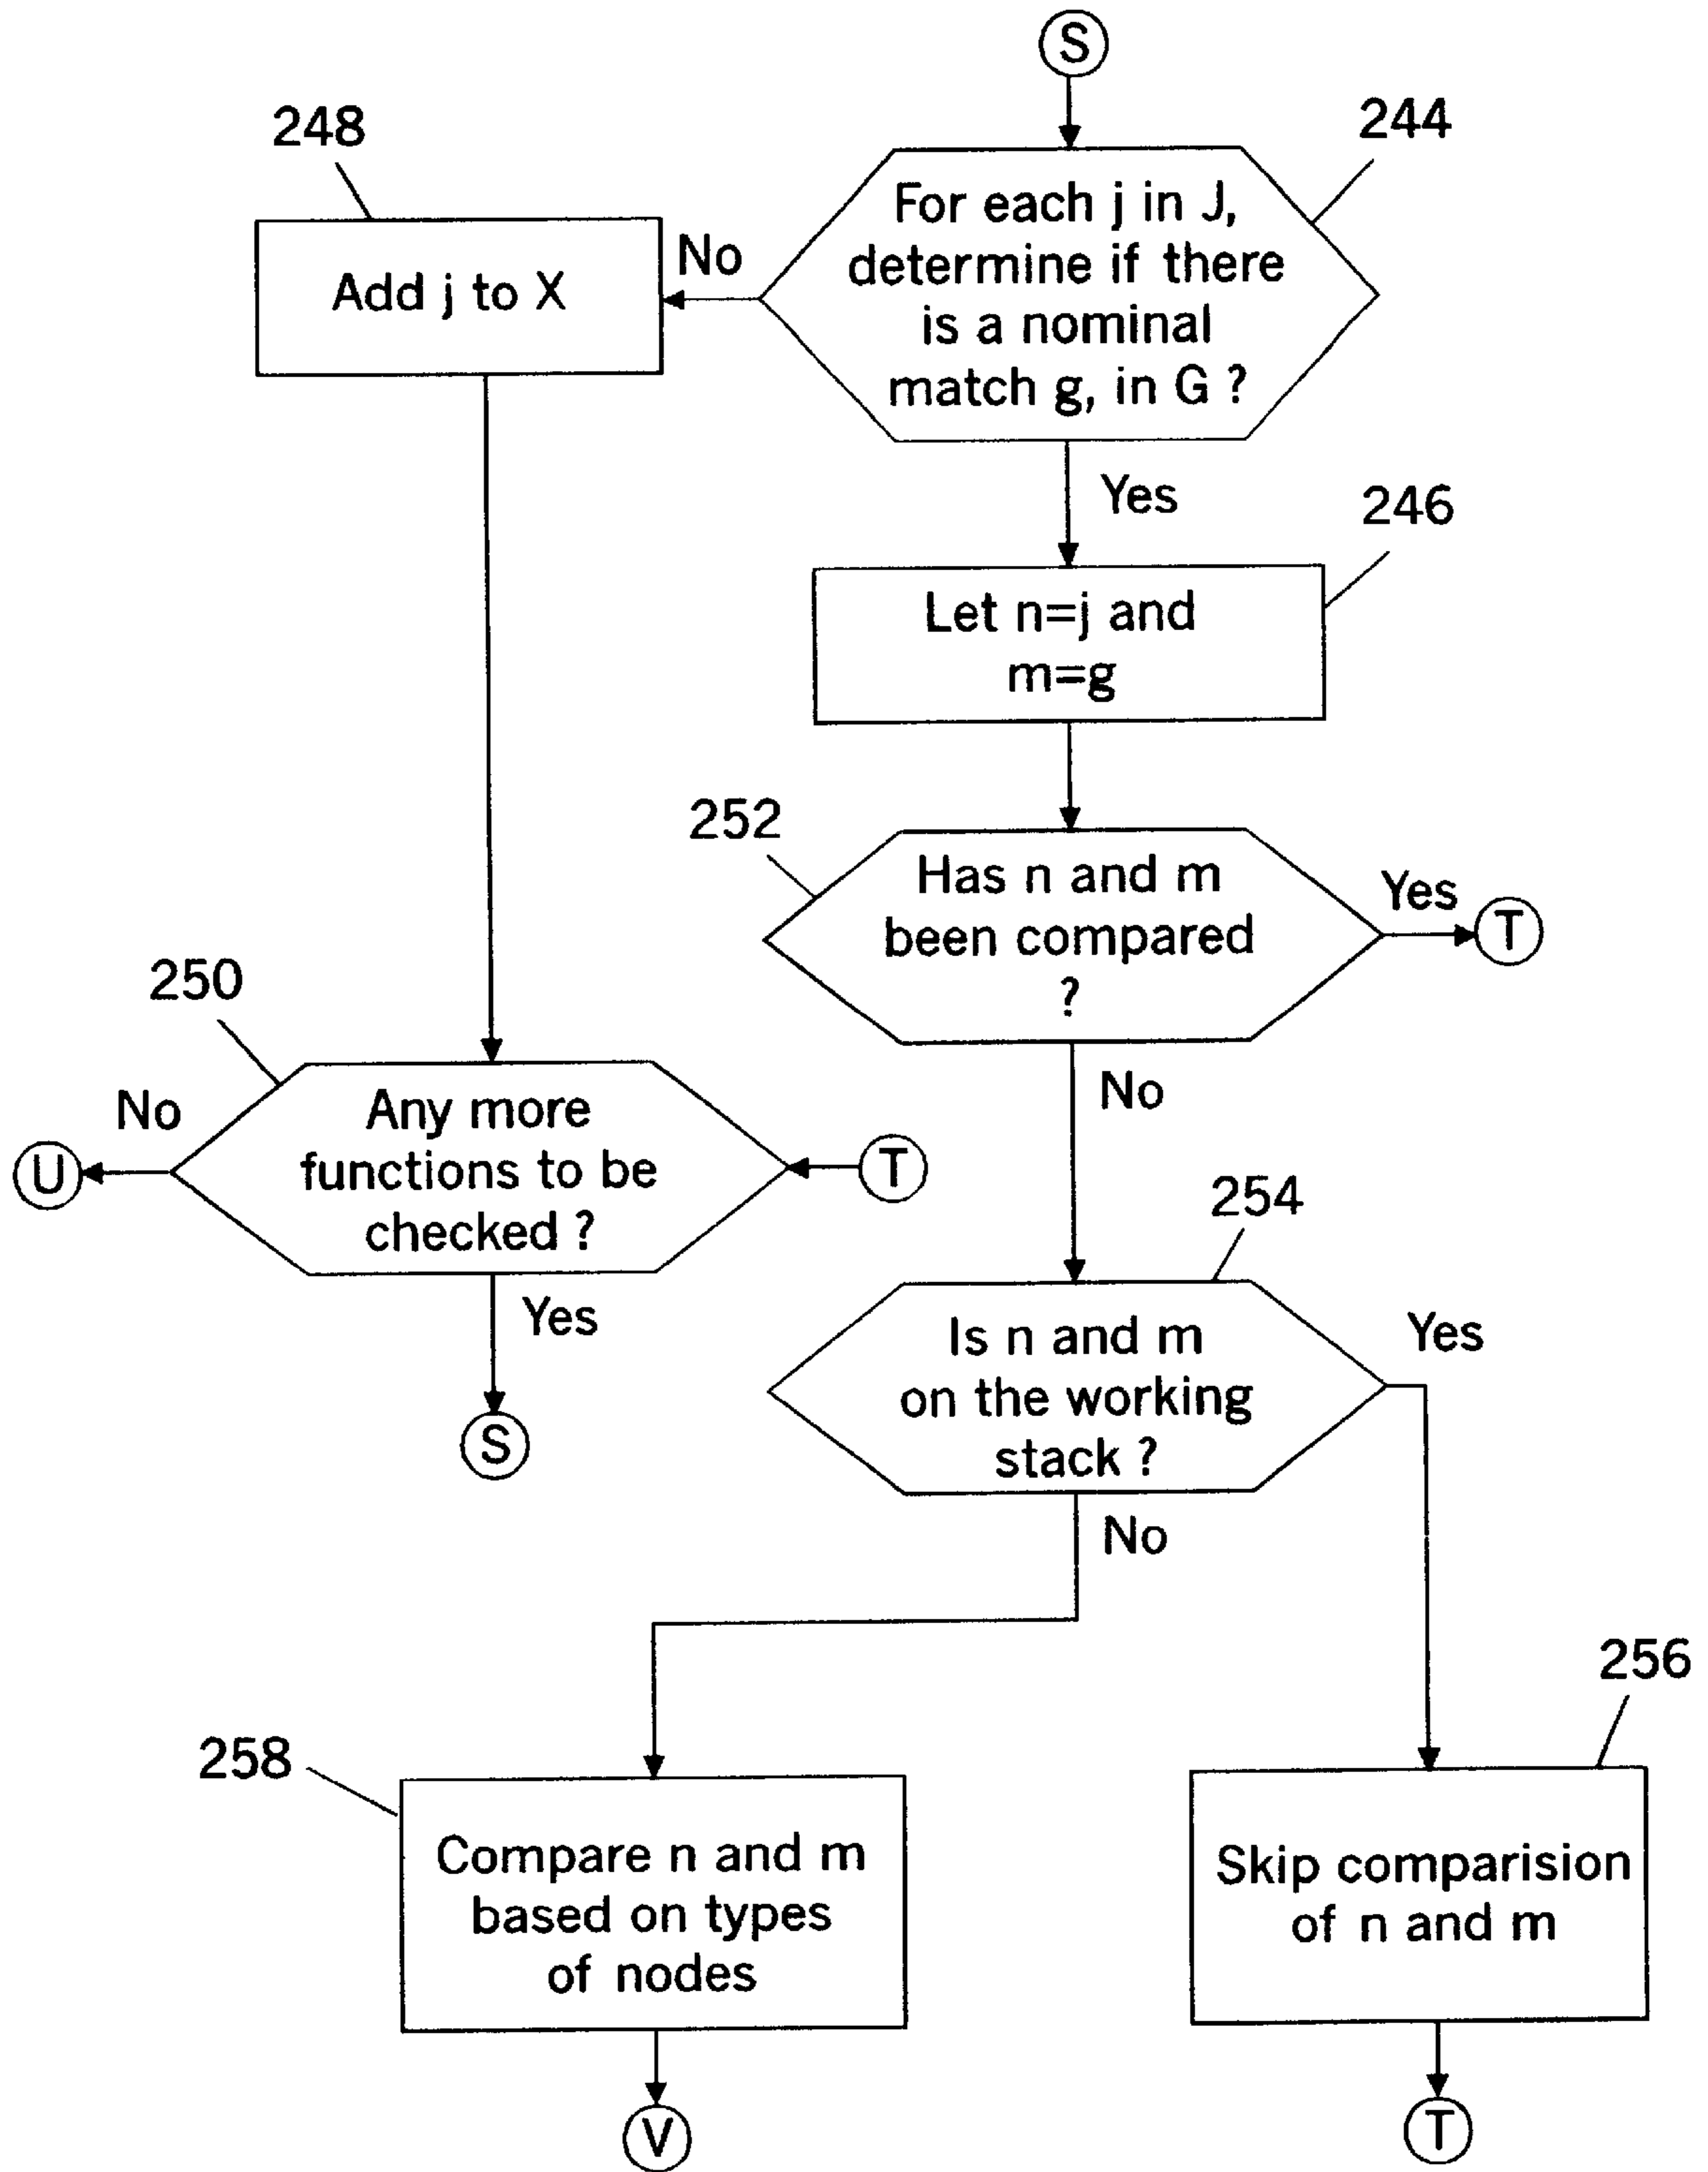 S
248
244
For each j in J,
determine if there
is a nominal
match g, in G ?
No
Add j to X
Yes
246
Let n=j and
m=g
252
Has n and m
been compared
?
Yes
T
250
No
Any more
functions to be
checked ?
U
T
No
Yes
S
254
Is n and m
on the working
stack ?
Yes
No
256
258
Compare n and m
based on types
of nodes
Skip comparision
of n and m
V
T